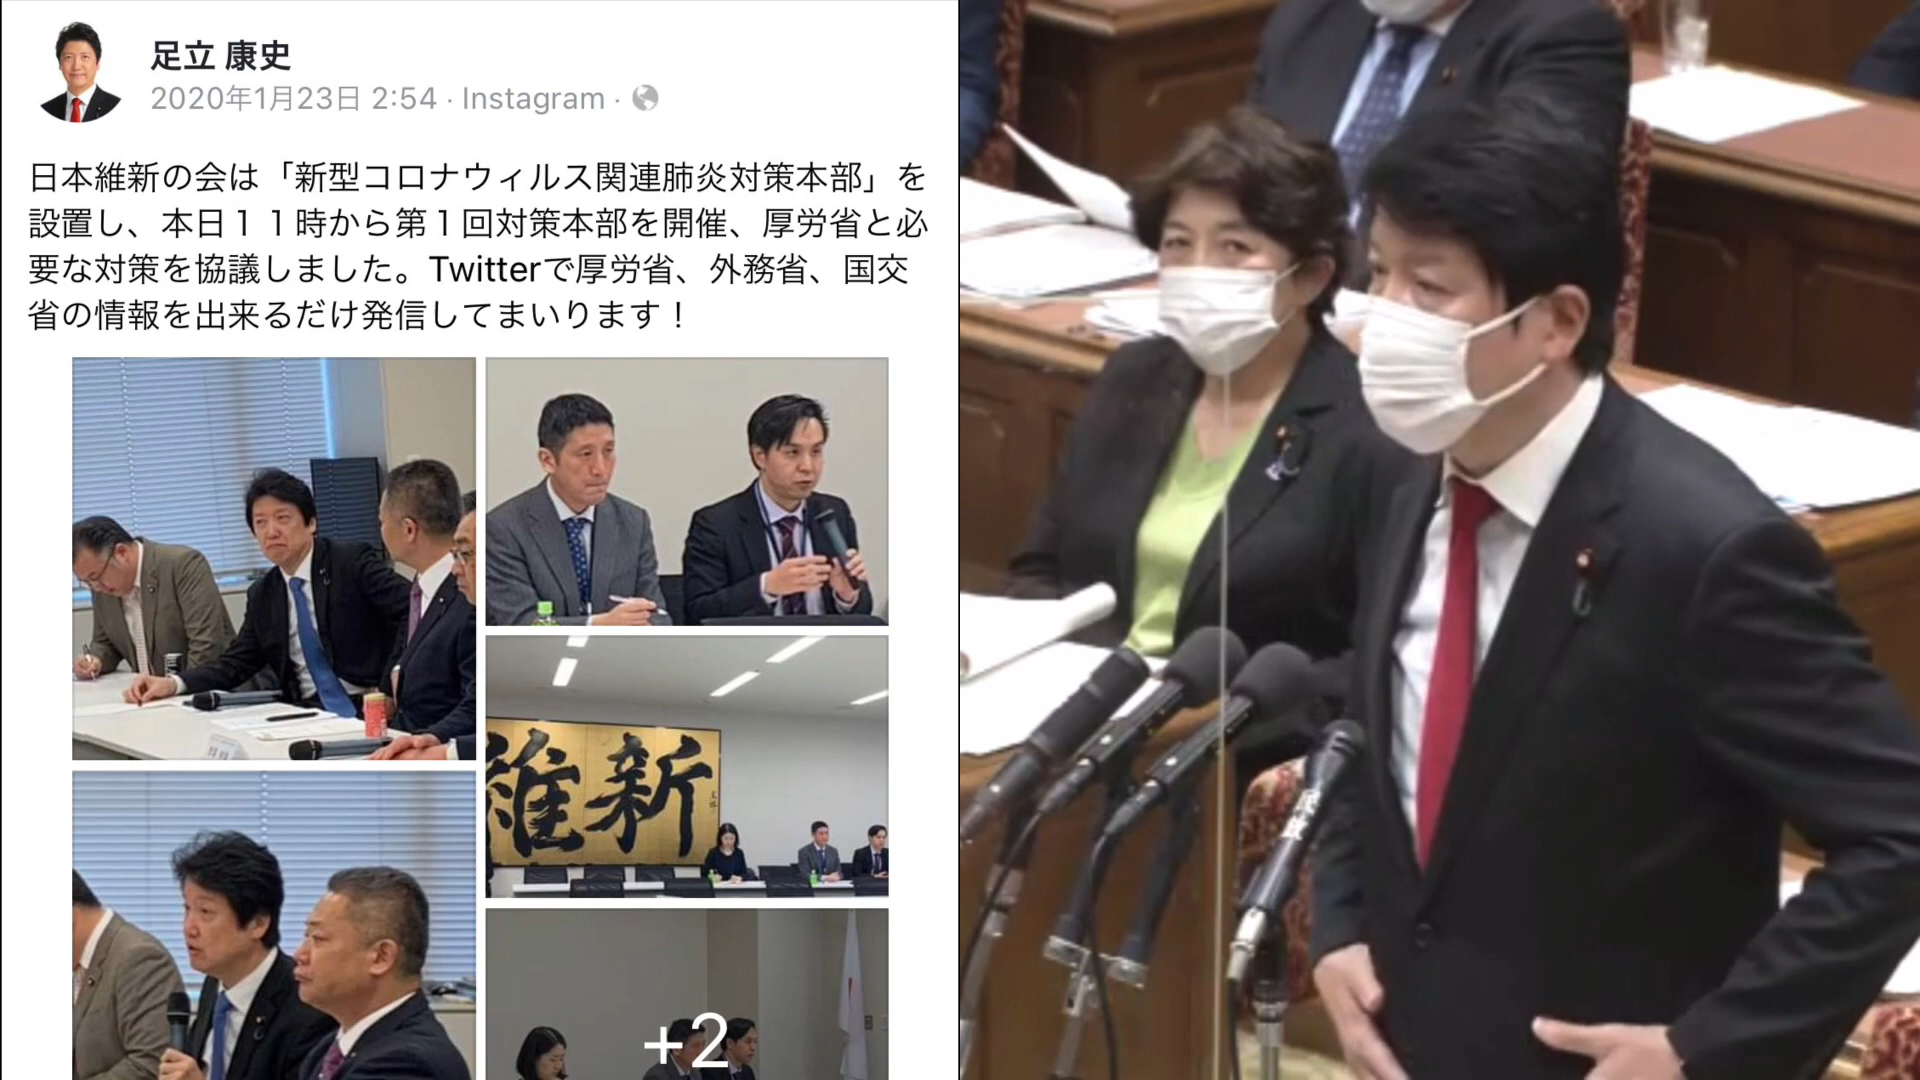 足立 康史
2020年1月23日 2:54 · Instagram ·
日本維新の会は「新型コロナウィルス関連肺炎対策本部」を
設置し、本日１１時から第１回対策本部を開催、厚労省と必
要な対策を協議しました。Twitterで厚労省、外務省、国交
省の情報を出来るだけ発信してまいります！
維新
+2